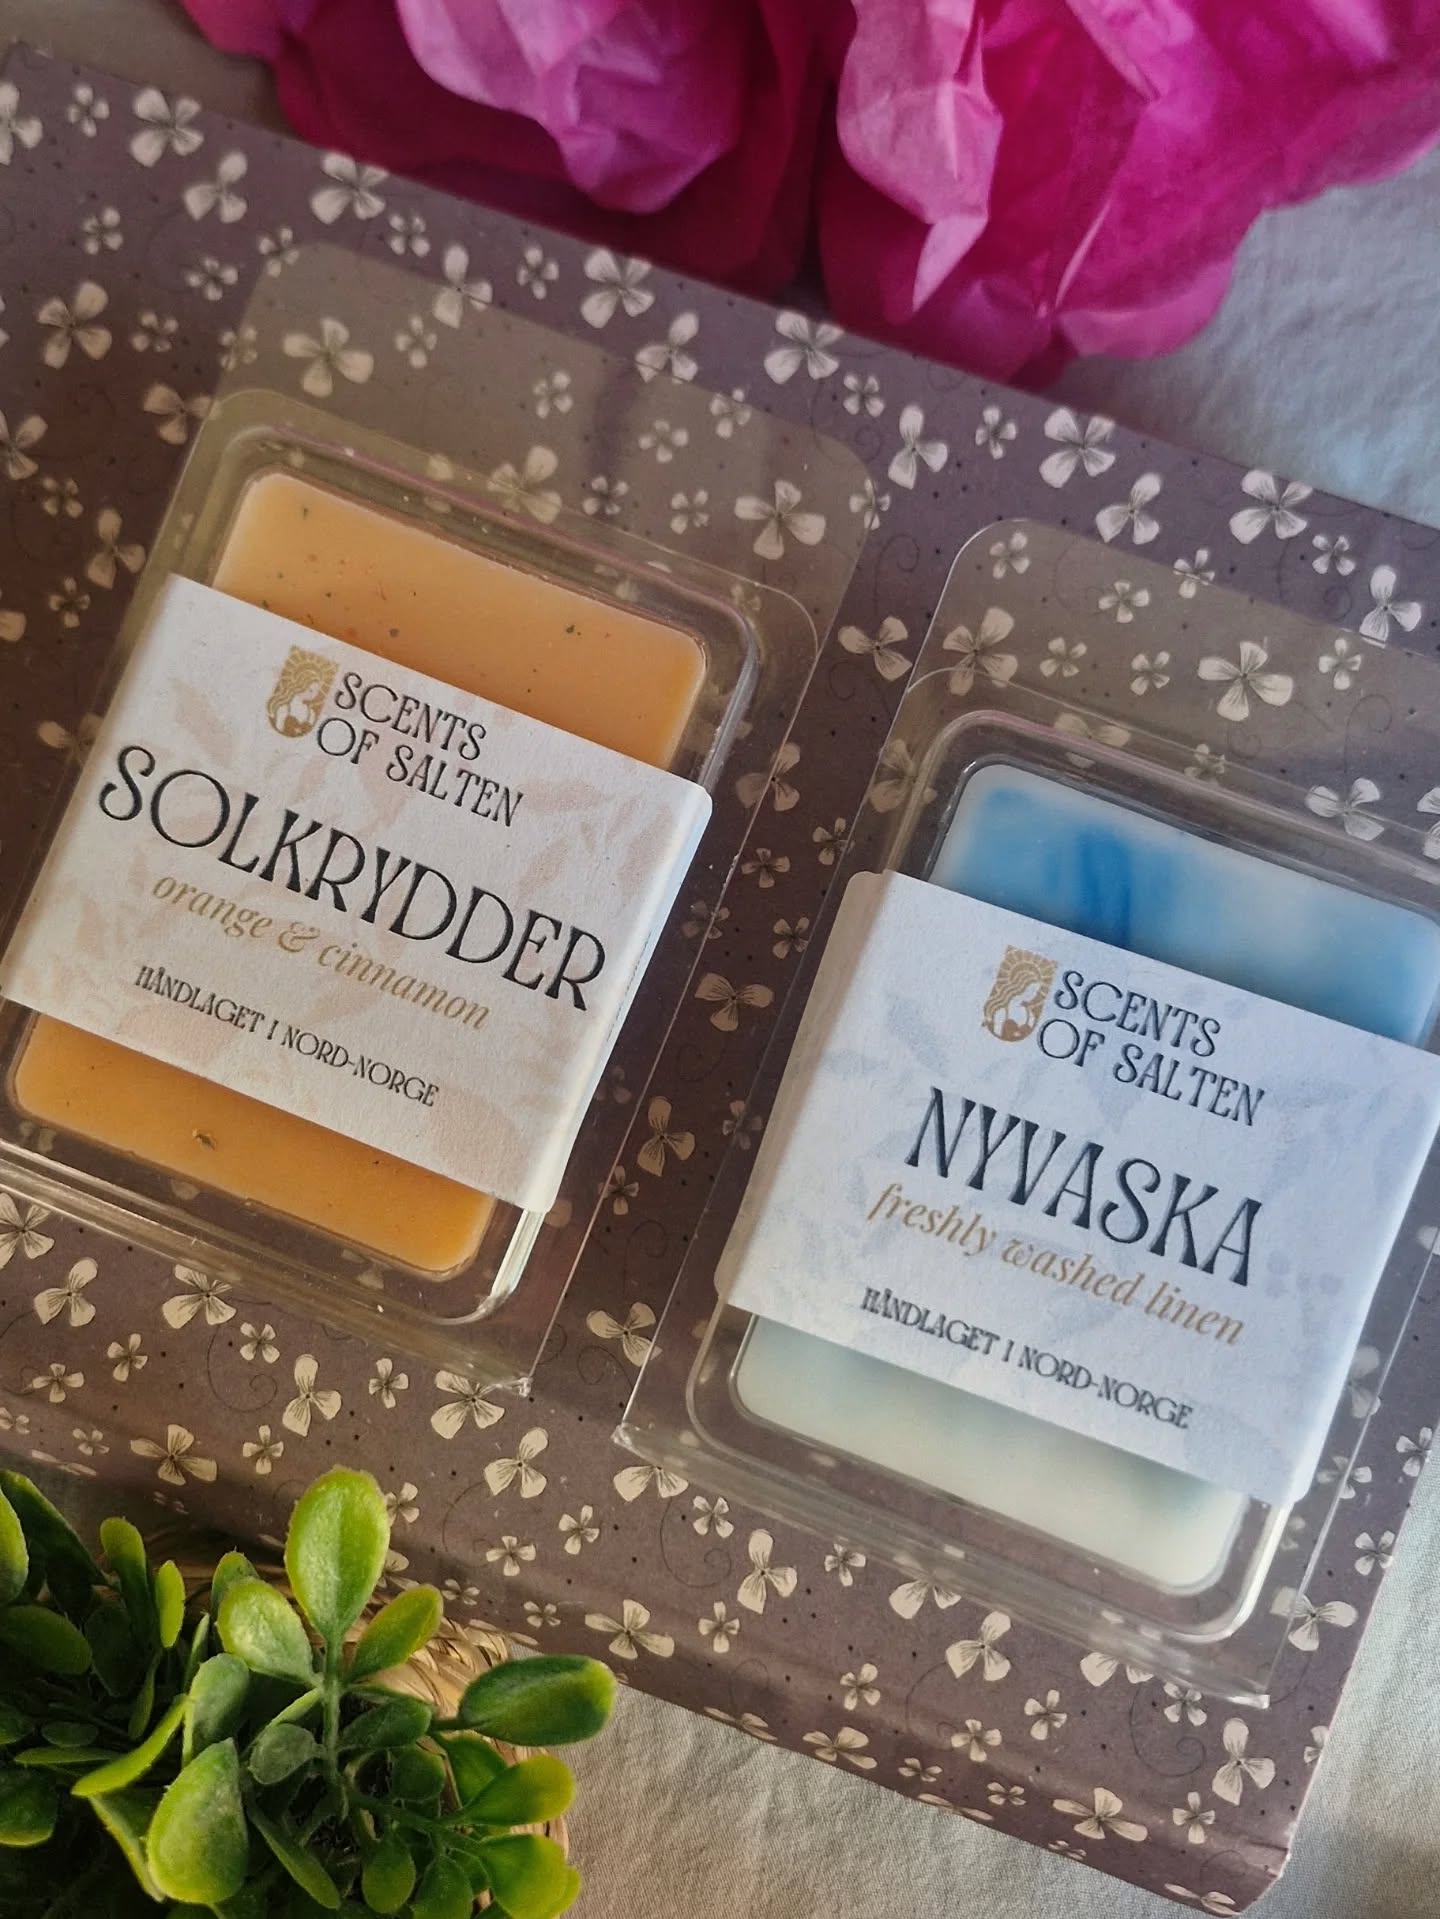 SCENTS
OF SALTEN
SOLKRYDDER
orange & cinnamon
HÅNDLAGET I NORD-NORGE
SCENTS
OF SALTEN
NYVASKA
freshly washed linen
HÅNDLAGET I NORD-NORGE